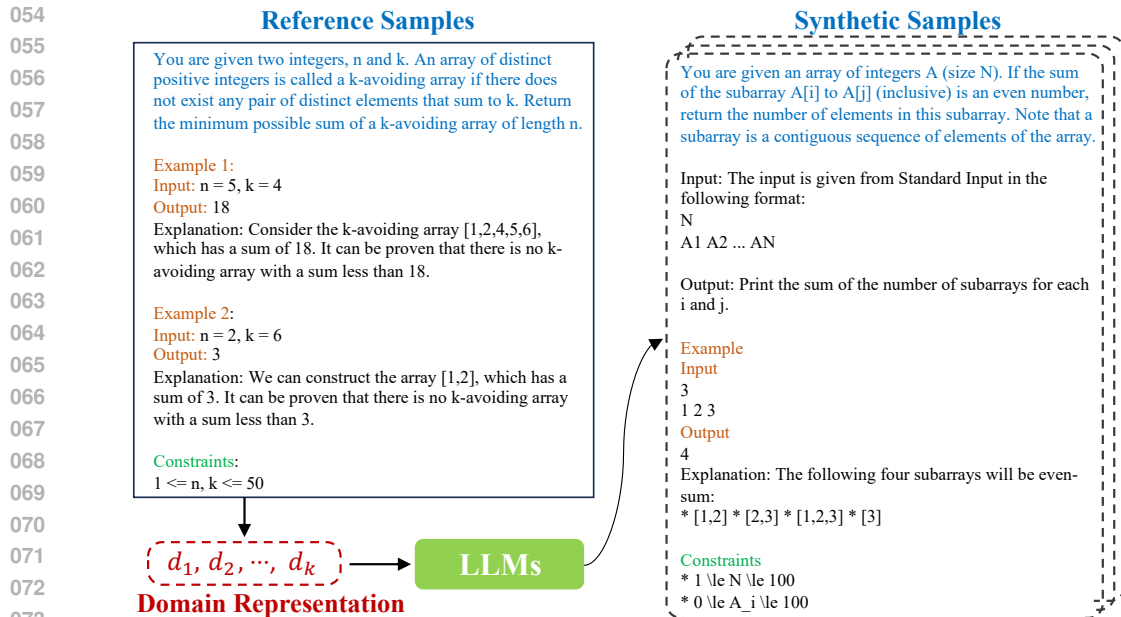 054
055
056
057
058
059
060
061
062
063
064
065
066
067
068
069
070
071
072
Reference Samples
You are given two integers, n and k. An array of distinct
positive integers is called a k-avoiding array if there does
not exist any pair of distinct elements that sum to k. Return
the minimum possible sum of a k-avoiding array of length n.
Example 1:
Input: n = 5, k = 4
Output: 18
Explanation: Consider the k-avoiding array [1,2,4,5,6],
which has a sum of 18. It can be proven that there is no k-
avoiding array with a sum less than 18.
Example 2:
Input: n = 2, k = 6
Output: 3
Explanation: We can construct the array [1,2], which has a
sum of 3. It can be proven that there is no k-avoiding array
with a sum less than 3.
Constraints:
1 <= n, k <= 50
d₁, d₂, ⋯, dₖ
Domain Representation
LLMs
Synthetic Samples
You are given an array of integers A (size N). If the sum
of the subarray A[i] to A[j] (inclusive) is an even number,
return the number of elements in this subarray. Note that a
subarray is a contiguous sequence of elements of the array.
Input: The input is given from Standard Input in the
following format:
N
A1 A2 ... AN
Output: Print the sum of the number of subarrays for each
i and j.
Example
Input
3
1 2 3
Output
4
Explanation: The following four subarrays will be even-
sum:
* [1,2] * [2,3] * [1,2,3] * [3]
Constraints
* 1 \le N \le 100
* 0 \le A_i \le 100